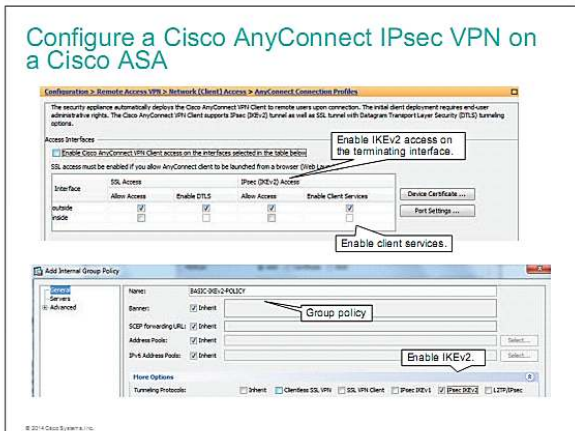 Configure a Cisco AnyConnect IPsec VPN on
a Cisco ASA
Configuration > Remote Access VPN > Network (Client) Access > AnyConnect Connection Profiles
The security appliance automatically deploys the Cisco AnyConnect VPN Client to remote users upon connection. The initial client deployment requires end-user
administrative rights. The Cisco AnyConnect VPN Client supports IPsec (IKEv2) tunnel as well as SSL tunnel with Datagram Transport Layer Security (DTLS) tunneling
options.
Access Interfaces
Enable IKEv2 access on
the terminating interface.
Enable Cisco AnyConnect VPN Client access on the interfaces selected in the table below
SSL access must be enabled if you allow AnyConnect client to be launched from a browser (Web
Interface
SSL Access
IPsec (IKEv2) Access
Allow Access
Enable DTLS
Allow Access
Enable Client Services
Device Certificate ...
Port Settings ...
outside
inside
Enable client services.
Add Internal Group Policy
General
Servers
Advanced
Name: BASIC-IKEv2-POLICY
Banner: Inherit
Group policy
SCEP forwarding URL: Inherit
Address Pools: Inherit Select...
IPv6 Address Pools: Inherit Select...
Enable IKEv2.
More Options
Tunneling Protocols: Inherit Clientless SSL VPN SSL VPN Client IPsec IKEv1 IPsec IKEv2 L2TP/IPsec
© 2014 Cisco Systems, Inc.